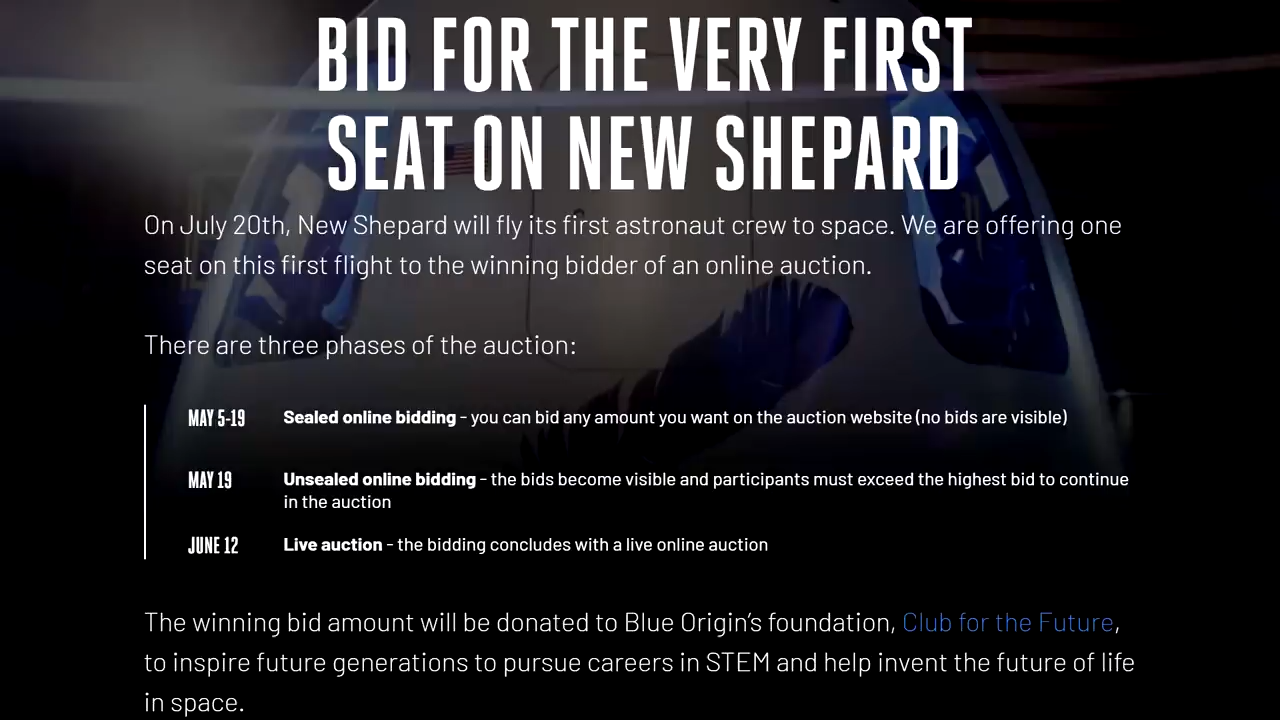 BID FOR THE VERY FIRST
SEAT ON NEW SHEPARD
On July 20th, New Shepard will fly its first astronaut crew to space. We are offering one
seat on this first flight to the winning bidder of an online auction.
There are three phases of the auction:
MAY 5-19 Sealed online bidding - you can bid any amount you want on the auction website (no bids are visible)
MAY 19 Unsealed online bidding - the bids become visible and participants must exceed the highest bid to continue
in the auction
JUNE 12 Live auction - the bidding concludes with a live online auction
The winning bid amount will be donated to Blue Origin’s foundation, Club for the Future,
to inspire future generations to pursue careers in STEM and help invent the future of life
in space.